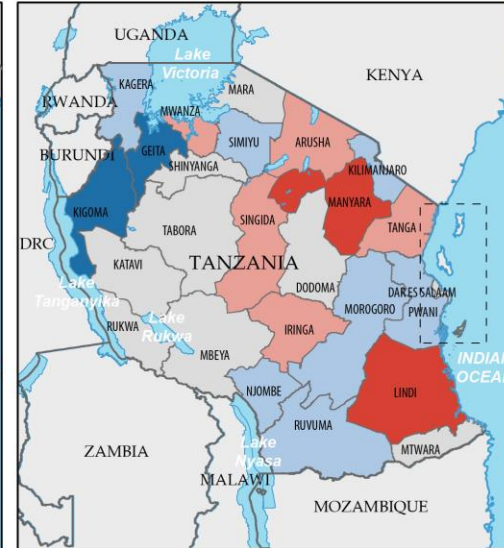 UGANDA
Lake
Victoria
KENYA
KAGERA
MARA
RWANDA
MWANZA
BURUNDI
GEITA
SIMIYU
ARUSHA
SHINYANGA
KILIMANJARO
KIGOMA
MANYARA
SINGIDA
TANGA
TABORA
DRC
KATAVI
TANZANIA
DODOMA
DAR ES SALAAM
Lake
Tanganyika
MOROGORO
PWANI
RUKWA
Lake
Rukwa
IRINGA
MBEYA
INDIAN
OCEAN
NJOMBE
LINDI
RUVUMA
Lake
Nyasa
MTWARA
ZAMBIA
MALAWI
MOZAMBIQUE